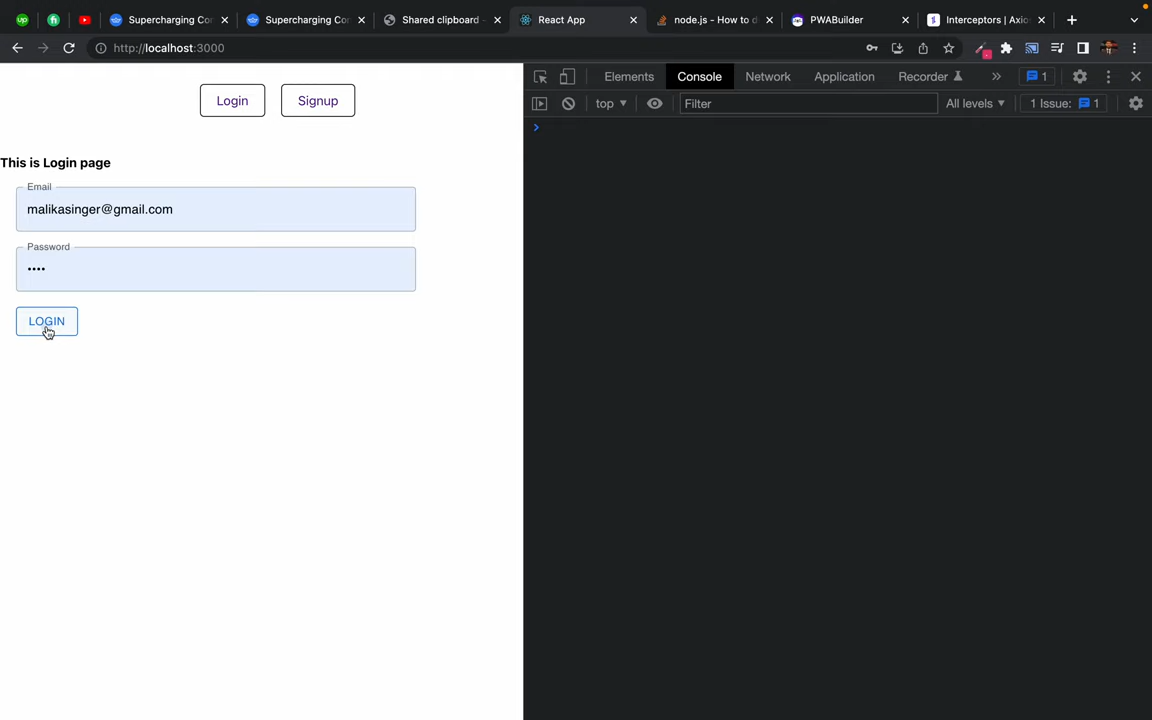 Supercharging Con
Supercharging Con
Shared clipboard –
React App
node.js - How to d
PWABuilder
Interceptors | Axio
http://localhost:3000
Login
Signup
This is Login page
Email
malikasinger@gmail.com
Password
••••
LOGIN
Elements
Console
Network
Application
Recorder
1
top
Filter
All levels
1 Issue:
1